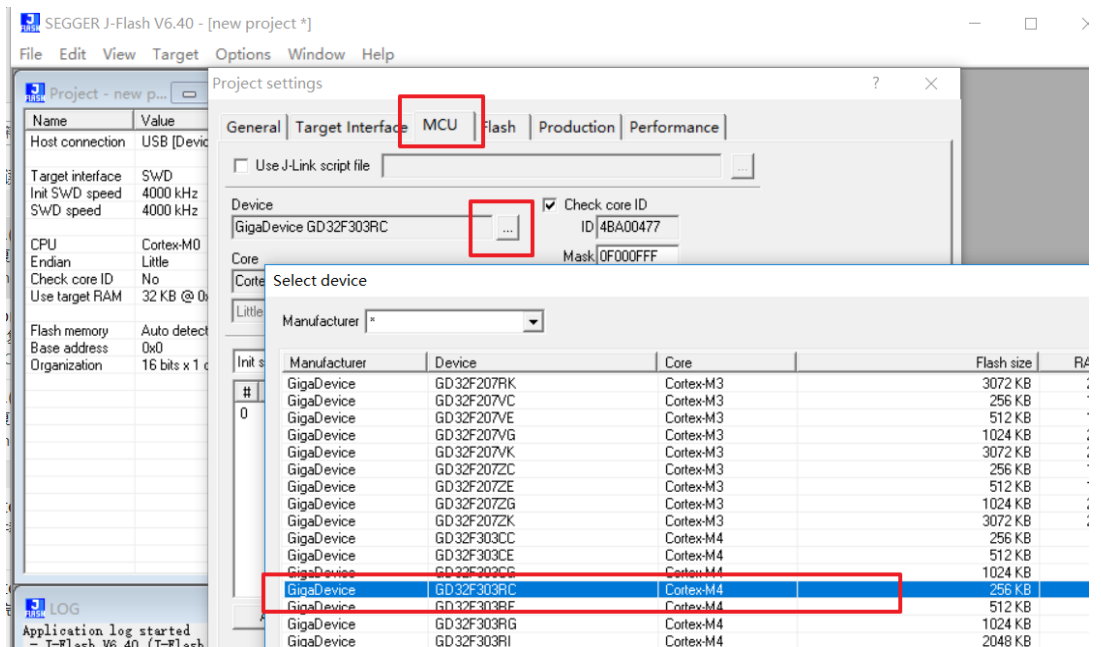 SEGGER J-Flash V6.40 - [new project *]
File Edit View Target Options Window Help
Project - new p...
Name Value
Host connection USB [Devic
Target interface SWD
Init SWD speed 4000 kHz
SWD speed 4000 kHz
CPU Cortex-M0
Endian Little
Check core ID No
Use target RAM 32 KB @ 0x
Flash memory Auto detect
Base address 0x0
Organization 16 bits x 1 c
LOG
Application log started
- J-Flash V6.40 (J-Flash
Project settings ?
General Target Interface MCU Flash Production Performance
Use J-Link script file ...
Device
GigaDevice GD32F303RC ...
Check core ID
ID 4BA00477
Mask 0F000FFF
Core
Corte
Little
Init s
#
0
Select device
Manufacturer *
Manufacturer Device Core Flash size RA
GigaDevice GD32F207RK Cortex-M3 3072 KB
GigaDevice GD32F207VC Cortex-M3 256 KB
GigaDevice GD32F207VE Cortex-M3 512 KB
GigaDevice GD32F207VG Cortex-M3 1024 KB
GigaDevice GD32F207VK Cortex-M3 3072 KB
GigaDevice GD32F207ZC Cortex-M3 256 KB
GigaDevice GD32F207ZE Cortex-M3 512 KB
GigaDevice GD32F207ZG Cortex-M3 1024 KB
GigaDevice GD32F207ZK Cortex-M3 3072 KB
GigaDevice GD32F303CC Cortex-M4 256 KB
GigaDevice GD32F303CE Cortex-M4 512 KB
GigaDevice GD32F303CG Cortex-M4 1024 KB
GigaDevice GD32F303RC Cortex-M4 256 KB
GigaDevice GD32F303RE Cortex-M4 512 KB
GigaDevice GD32F303RG Cortex-M4 1024 KB
GigaDevice GD32F303RI Cortex-M4 2048 KB